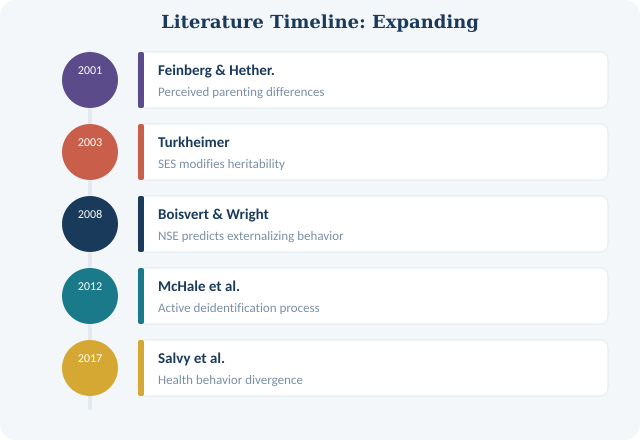 Literature Timeline: Expanding
2001
Feinberg & Hether.
Perceived parenting differences
2003
Turkheimer
SES modifies heritability
2008
Boisvert & Wright
NSE predicts externalizing behavior
2012
McHale et al.
Active deidentification process
2017
Salvy et al.
Health behavior divergence